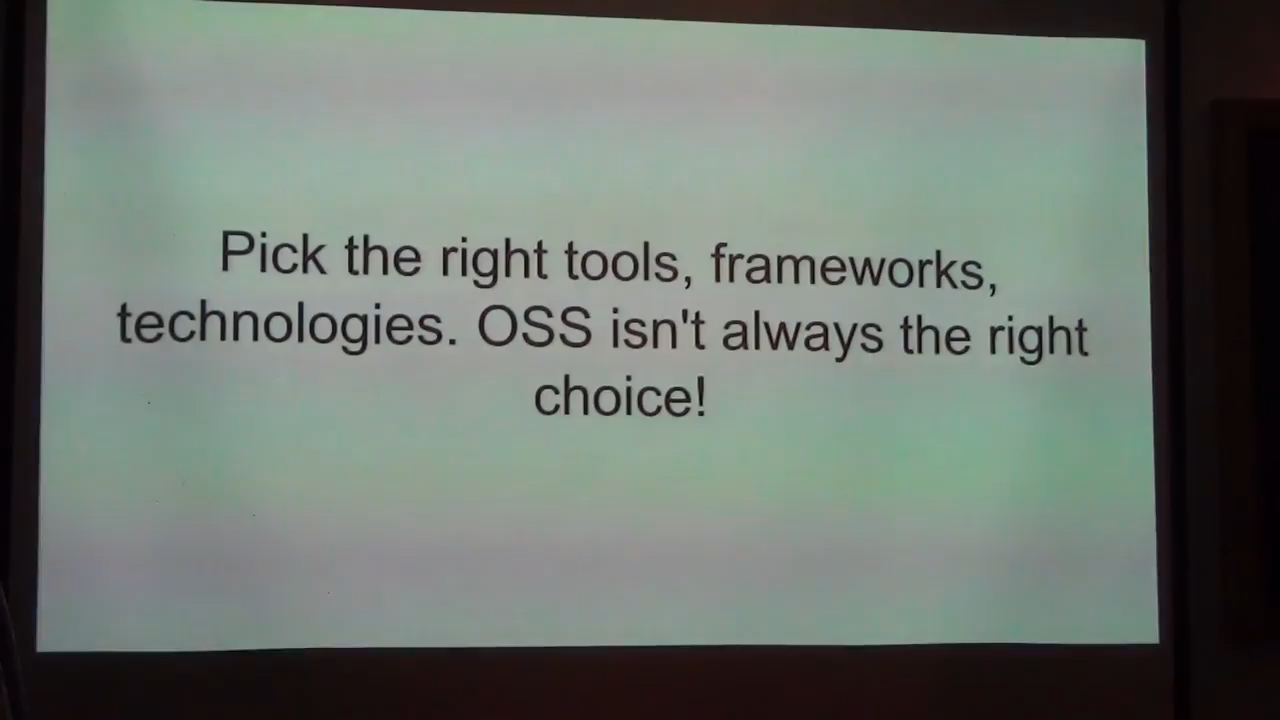 Pick the right tools, frameworks,
technologies. OSS isn't always the right
choice!